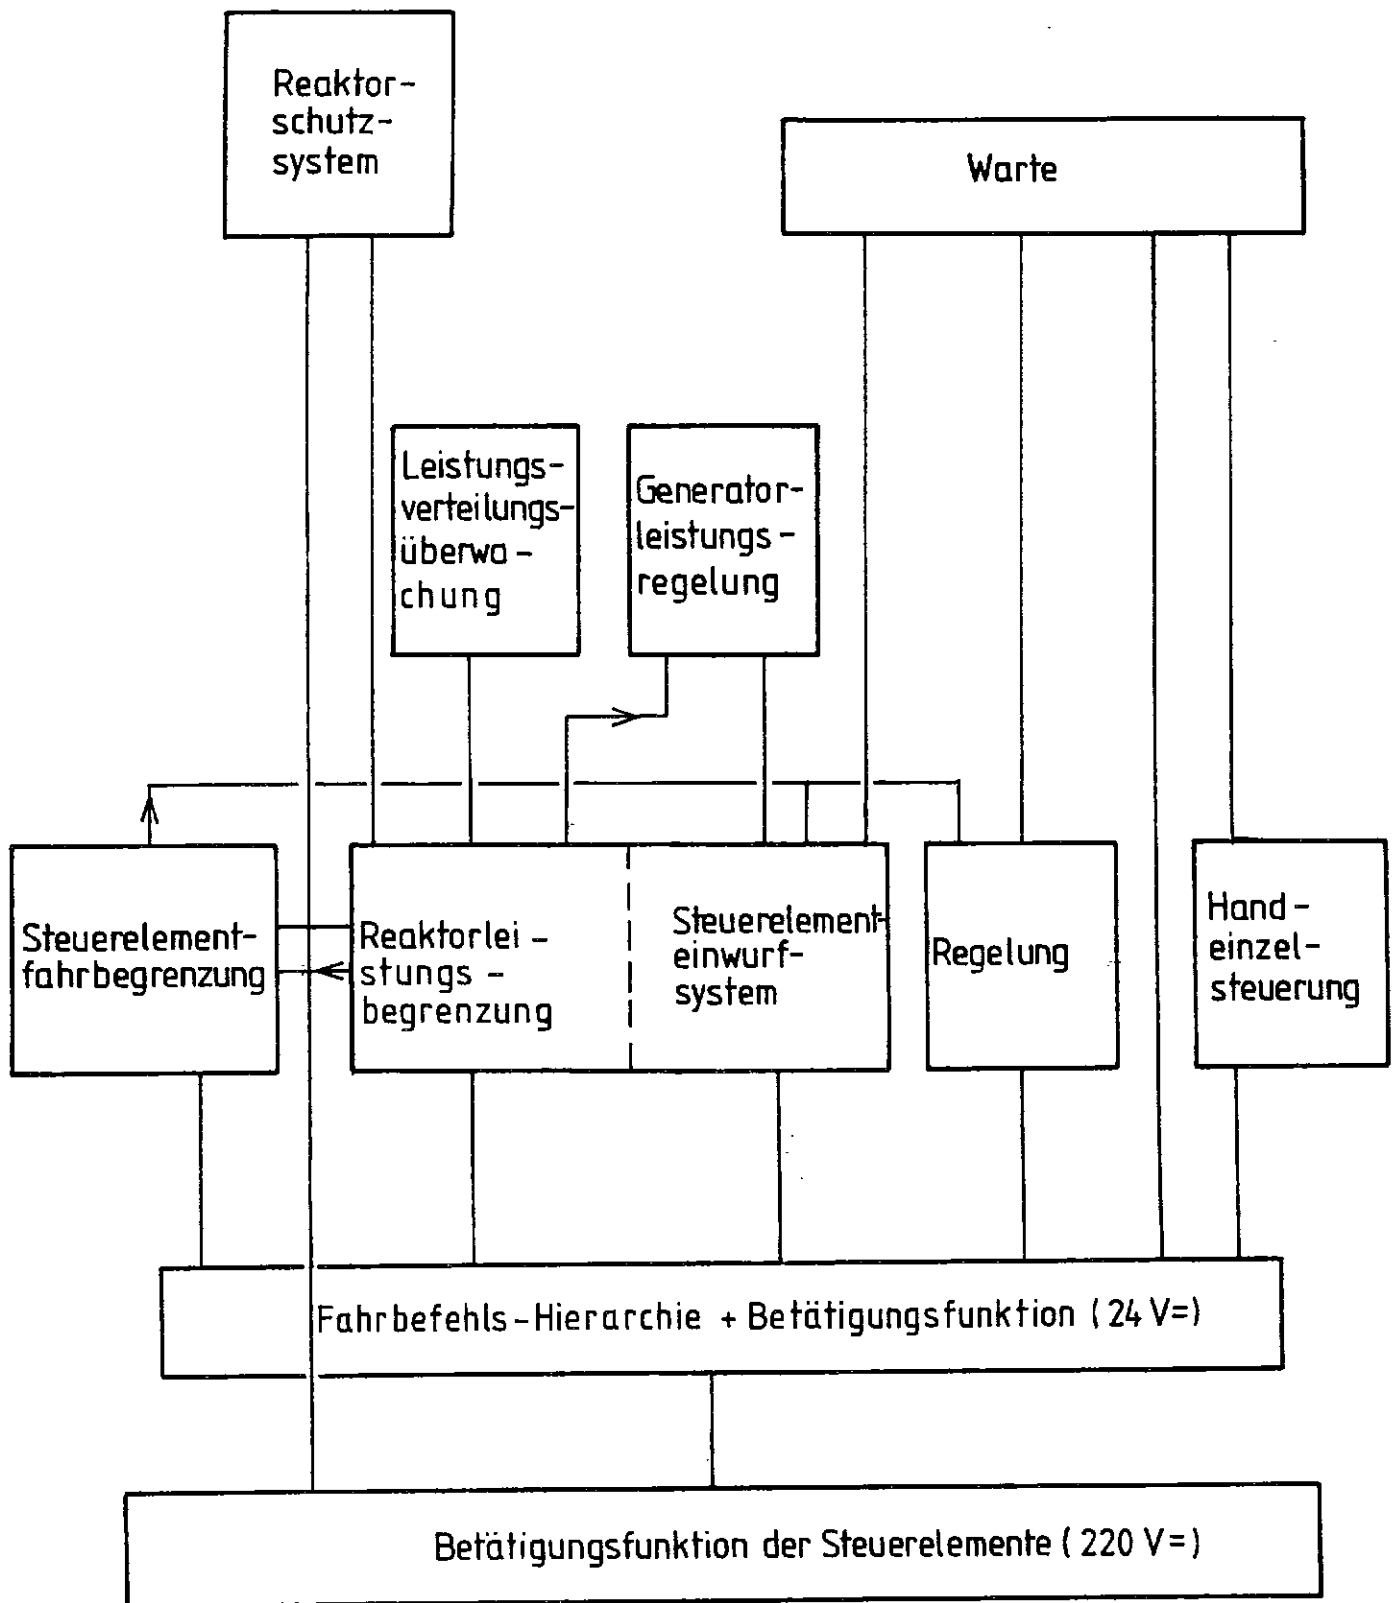 Reaktor-
schutz-
system
Warte
Leistungs-
verteilungs-
überwa-
chung
Generator-
leistungs-
regelung
Steuerelement-
fahrbegrenzung
Reaktorlei-
stungs-
begrenzung
Steuerelement-
einwurf-
system
Regelung
Hand-
einzel-
steuerung
Fahrbefehls-Hierarchie + Betätigungsfunktion (24 V=)
Betätigungsfunktion der Steuerelemente (220 V=)